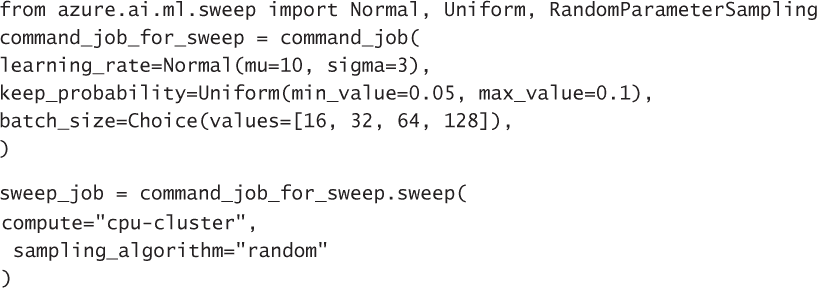 from azure.ai.ml.sweep import Normal, Uniform, RandomParameterSampling
command_job_for_sweep = command_job(
learning_rate=Normal(mu=10, sigma=3),
keep_probability=Uniform(min_value=0.05, max_value=0.1),
batch_size=Choice(values=[16, 32, 64, 128]),
)
sweep_job = command_job_for_sweep.sweep(
compute="cpu-cluster",
 sampling_algorithm="random"
)